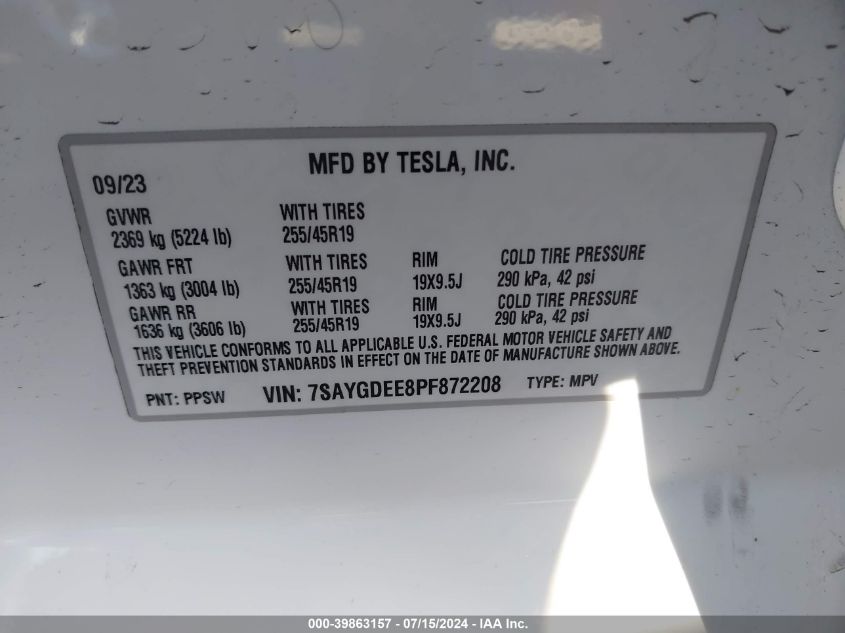 MFD BY TESLA, INC.
09/23
GVWR WITH TIRES
2369 kg (5224 lb) 255/45R19
GAWR FRT WITH TIRES RIM COLD TIRE PRESSURE
1363 kg (3004 lb) 255/45R19 19X9.5J 290 kPa, 42 psi
GAWR RR WITH TIRES RIM COLD TIRE PRESSURE
1636 kg (3606 lb) 255/45R19 19X9.5J 290 kPa, 42 psi
THIS VEHICLE CONFORMS TO ALL APPLICABLE U.S. FEDERAL MOTOR VEHICLE SAFETY AND
THEFT PREVENTION STANDARDS IN EFFECT ON THE DATE OF MANUFACTURE SHOWN ABOVE.
PNT: PPSW VIN: 7SAYGDEE8PF872208 TYPE: MPV
000-39863157 - 07/15/2024 - IAA Inc.